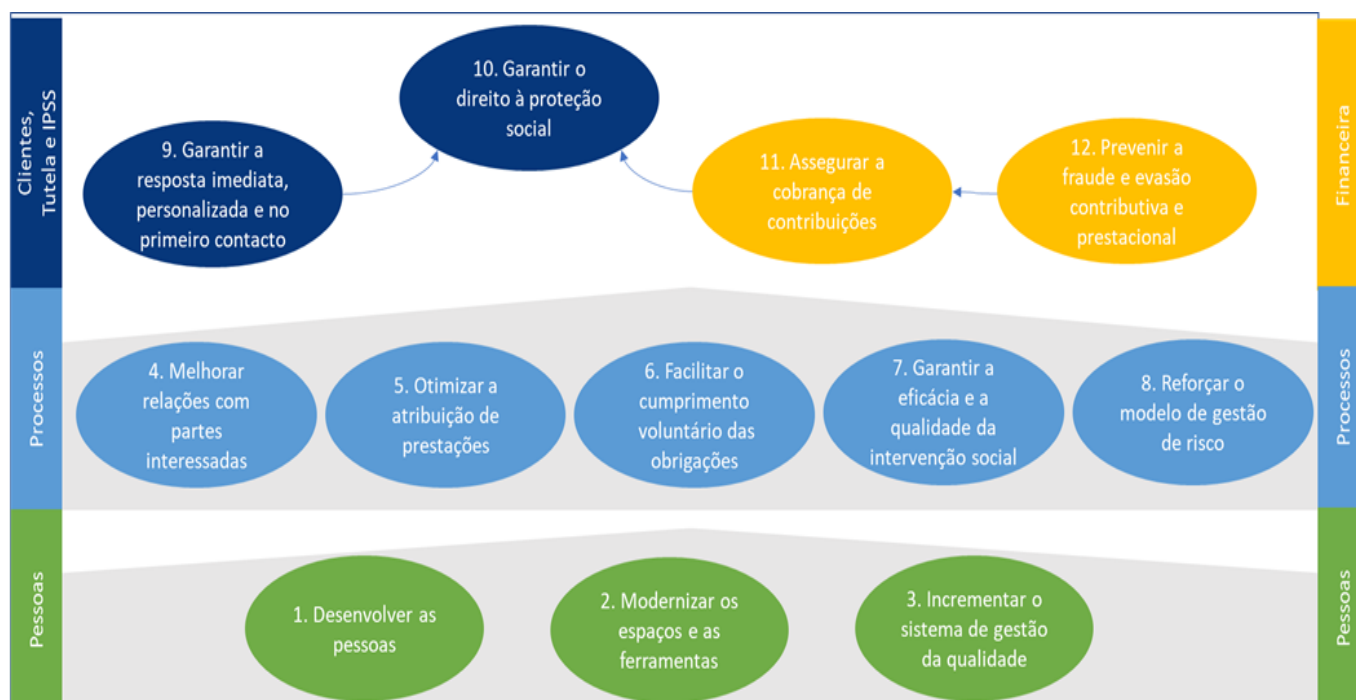 Clientes,
Tutela e IPSS
10. Garantir o
direito à proteção
social
9. Garantir a
resposta imediata,
personalizada e no
primeiro contacto
11. Assegurar a
cobrança de
contribuições
12. Prevenir a
fraude e evasão
contributiva e
prestacional
Financeira
Processos
4. Melhorar
relações com
partes
interessadas
5. Otimizar a
atribuição de
prestações
6. Facilitar o
cumprimento
voluntário das
obrigações
7. Garantir a
eficácia e a
qualidade da
intervenção social
8. Reforçar o
modelo de gestão
de risco
Processos
Pessoas
1. Desenvolver as
pessoas
2. Modernizar os
espaços e as
ferramentas
3. Incrementar o
sistema de gestão
da qualidade
Pessoas